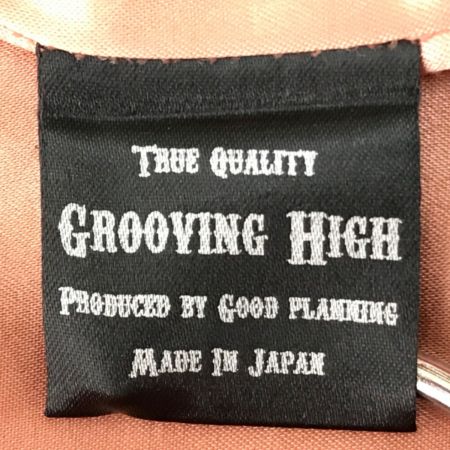 True Quality
Grooving High
Produced by Good planning
Made In Japan